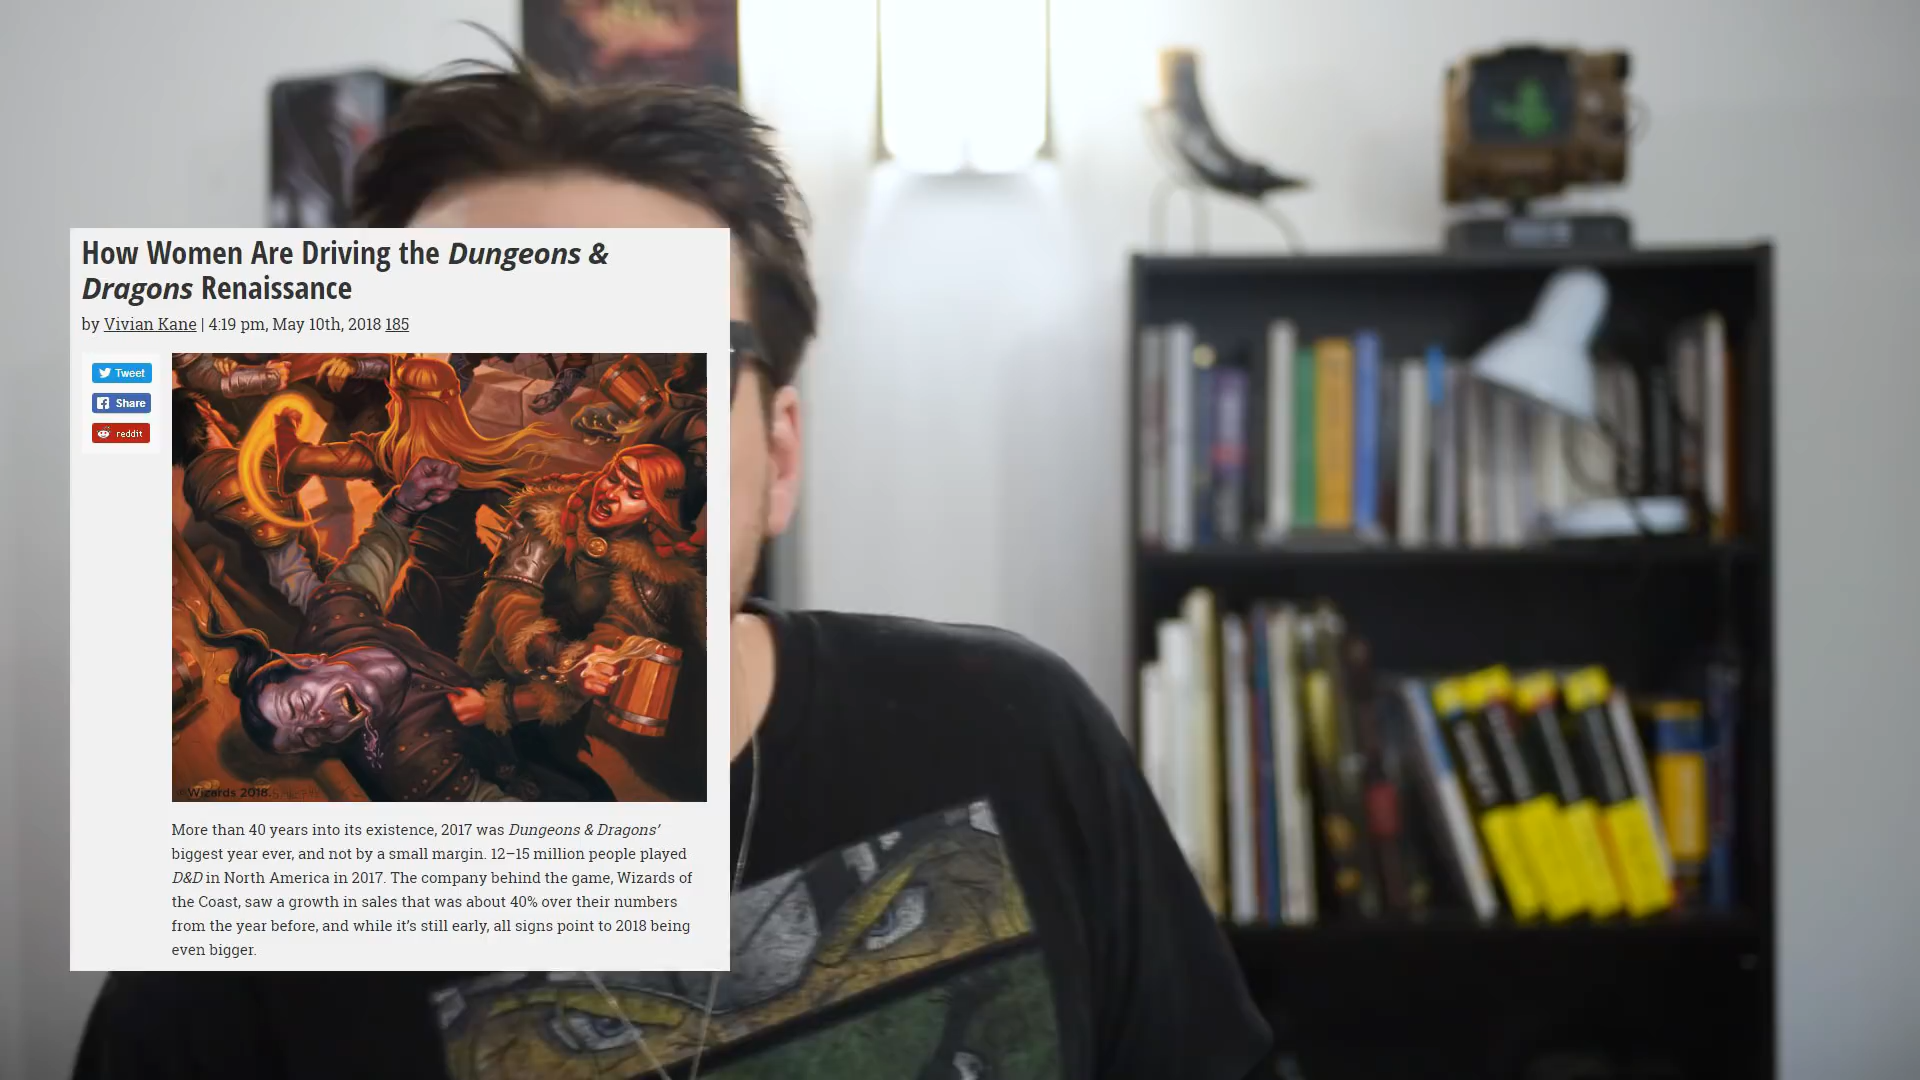 How Women Are Driving the Dungeons &
Dragons Renaissance
by Vivian Kane | 4:19 pm, May 10th, 2018 185
Tweet
Share
reddit
Wizards 2018.
More than 40 years into its existence, 2017 was Dungeons & Dragons’
biggest year ever, and not by a small margin. 12–15 million people played
D&D in North America in 2017. The company behind the game, Wizards of
the Coast, saw a growth in sales that was about 40% over their numbers
from the year before, and while it’s still early, all signs point to 2018 being
even bigger.